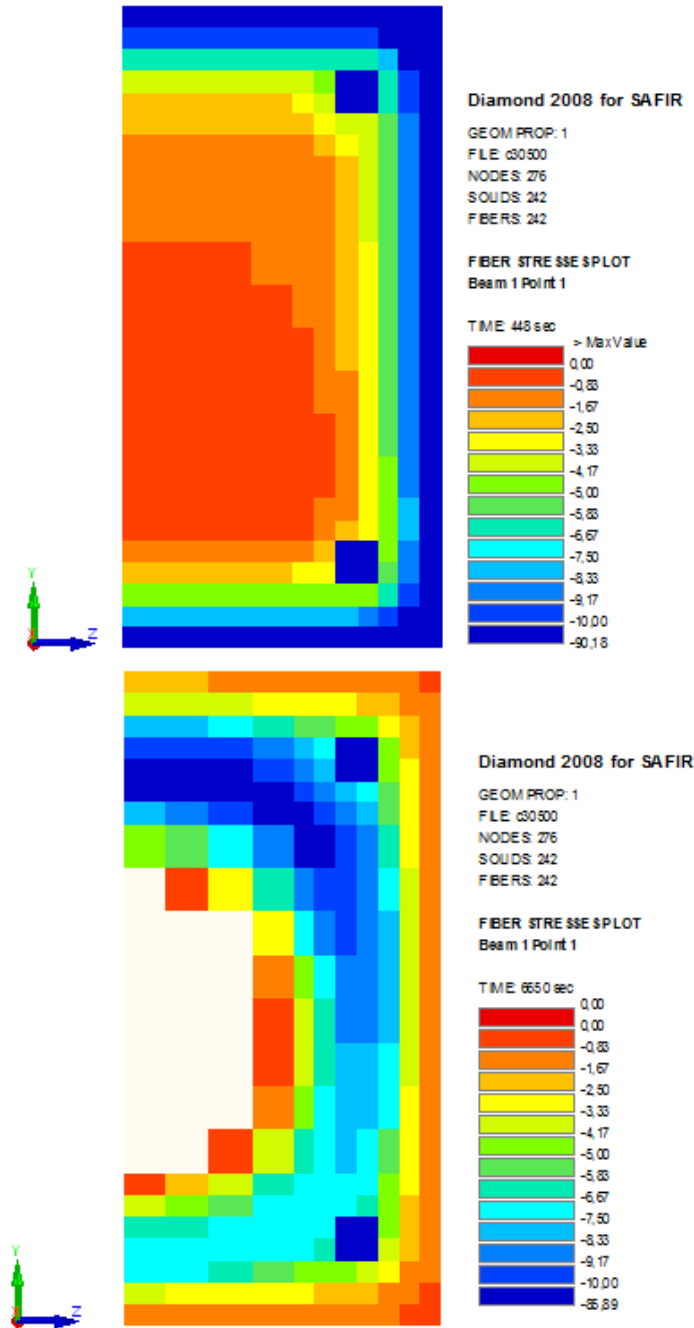 Diamond 2008 for SAFIR
GEOM PROP: 1
FILE: c30500
NODES: 276
SOLIDS: 242
FIBERS: 242
FIBER STRESSES PLOT
Beam 1 Point 1
TIME: 448 sec
> Max Value
0,00
-0,83
-1,67
-2,50
-3,33
-4,17
-5,00
-5,83
-6,67
-7,50
-8,33
-9,17
-10,00
-90,18
Y
X
Z
Diamond 2008 for SAFIR
GEOM PROP: 1
FILE: c30500
NODES: 276
SOLIDS: 242
FIBERS: 242
FIBER STRESSES PLOT
Beam 1 Point 1
TIME: 6650 sec
0,00
0,00
-0,83
-1,67
-2,50
-3,33
-4,17
-5,00
-5,83
-6,67
-7,50
-8,33
-9,17
-10,00
Y
X
Z